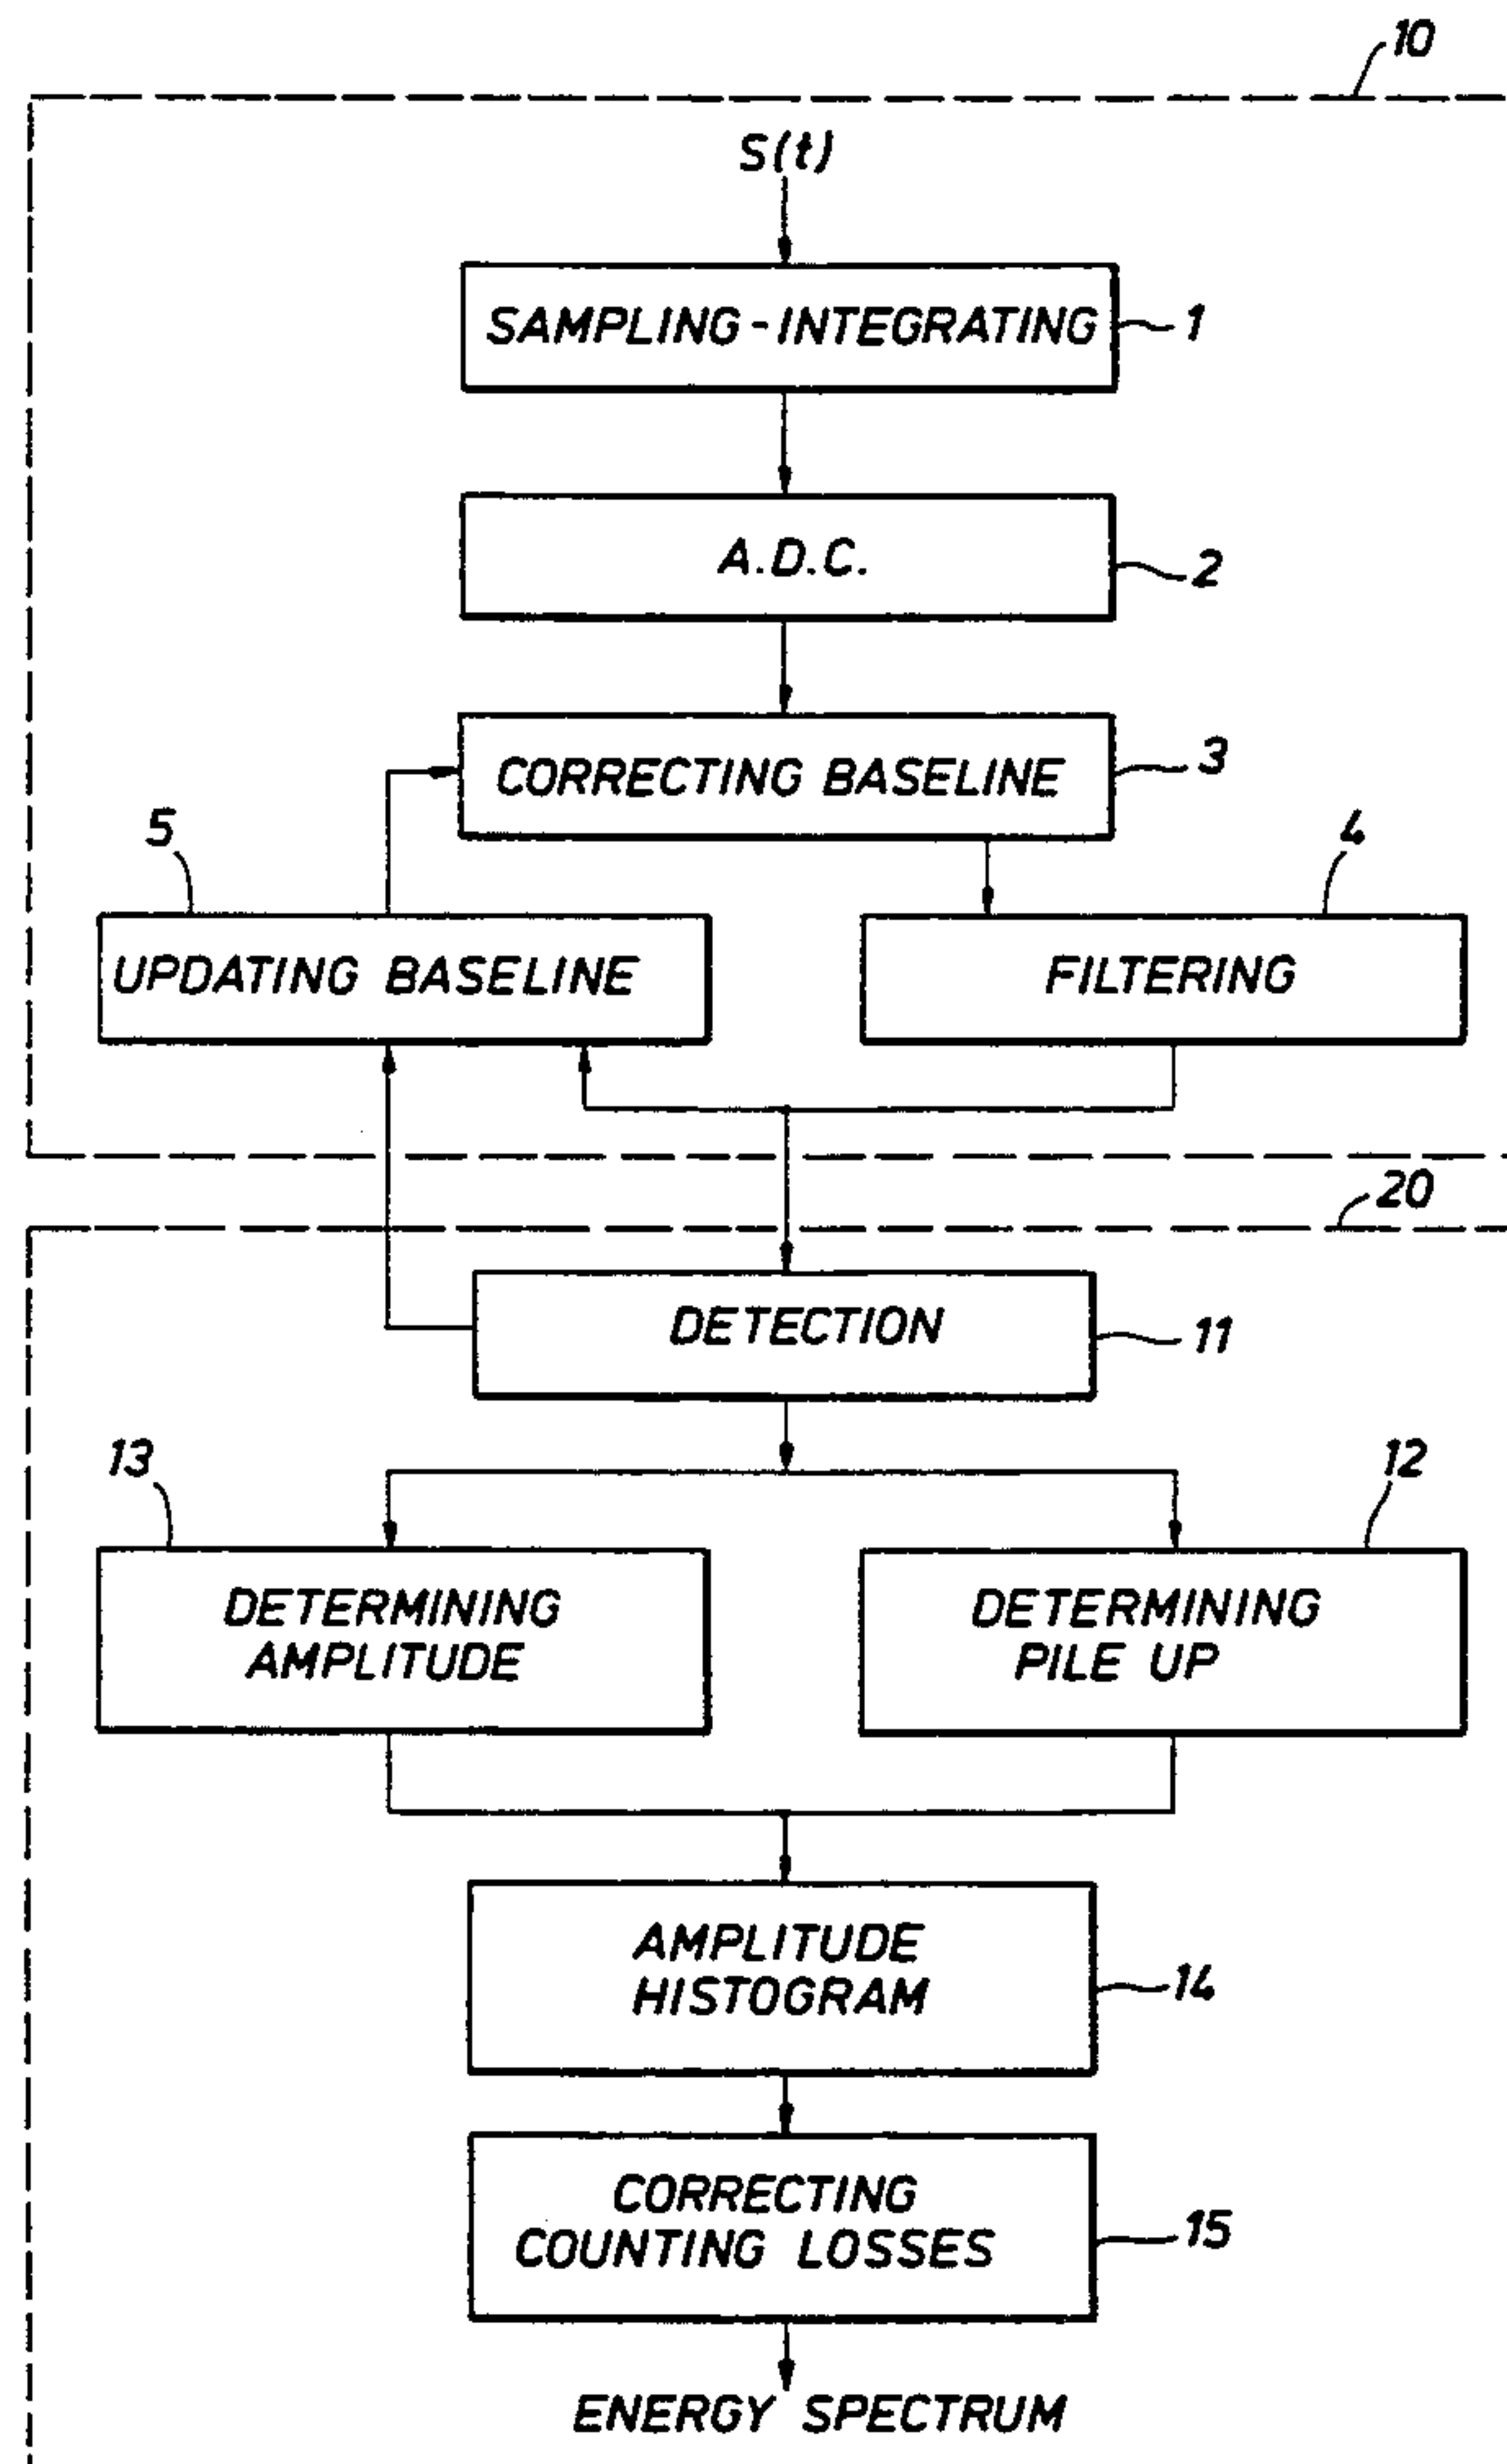 10
S(t)
SAMPLING-INTEGRATING
1
A.D.C.
2
CORRECTING BASELINE
3
5
4
UPDATING BASELINE
FILTERING
20
DETECTION
11
13
12
DETERMINING
AMPLITUDE
DETERMINING
PILE UP
AMPLITUDE
HISTOGRAM
14
CORRECTING
COUNTING LOSSES
15
ENERGY SPECTRUM